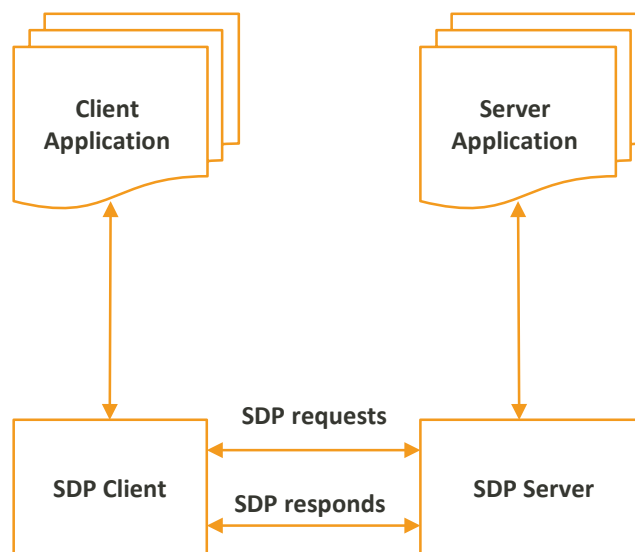 Client
Application
Server
Application
SDP requests
SDP Client
SDP Server
SDP responds